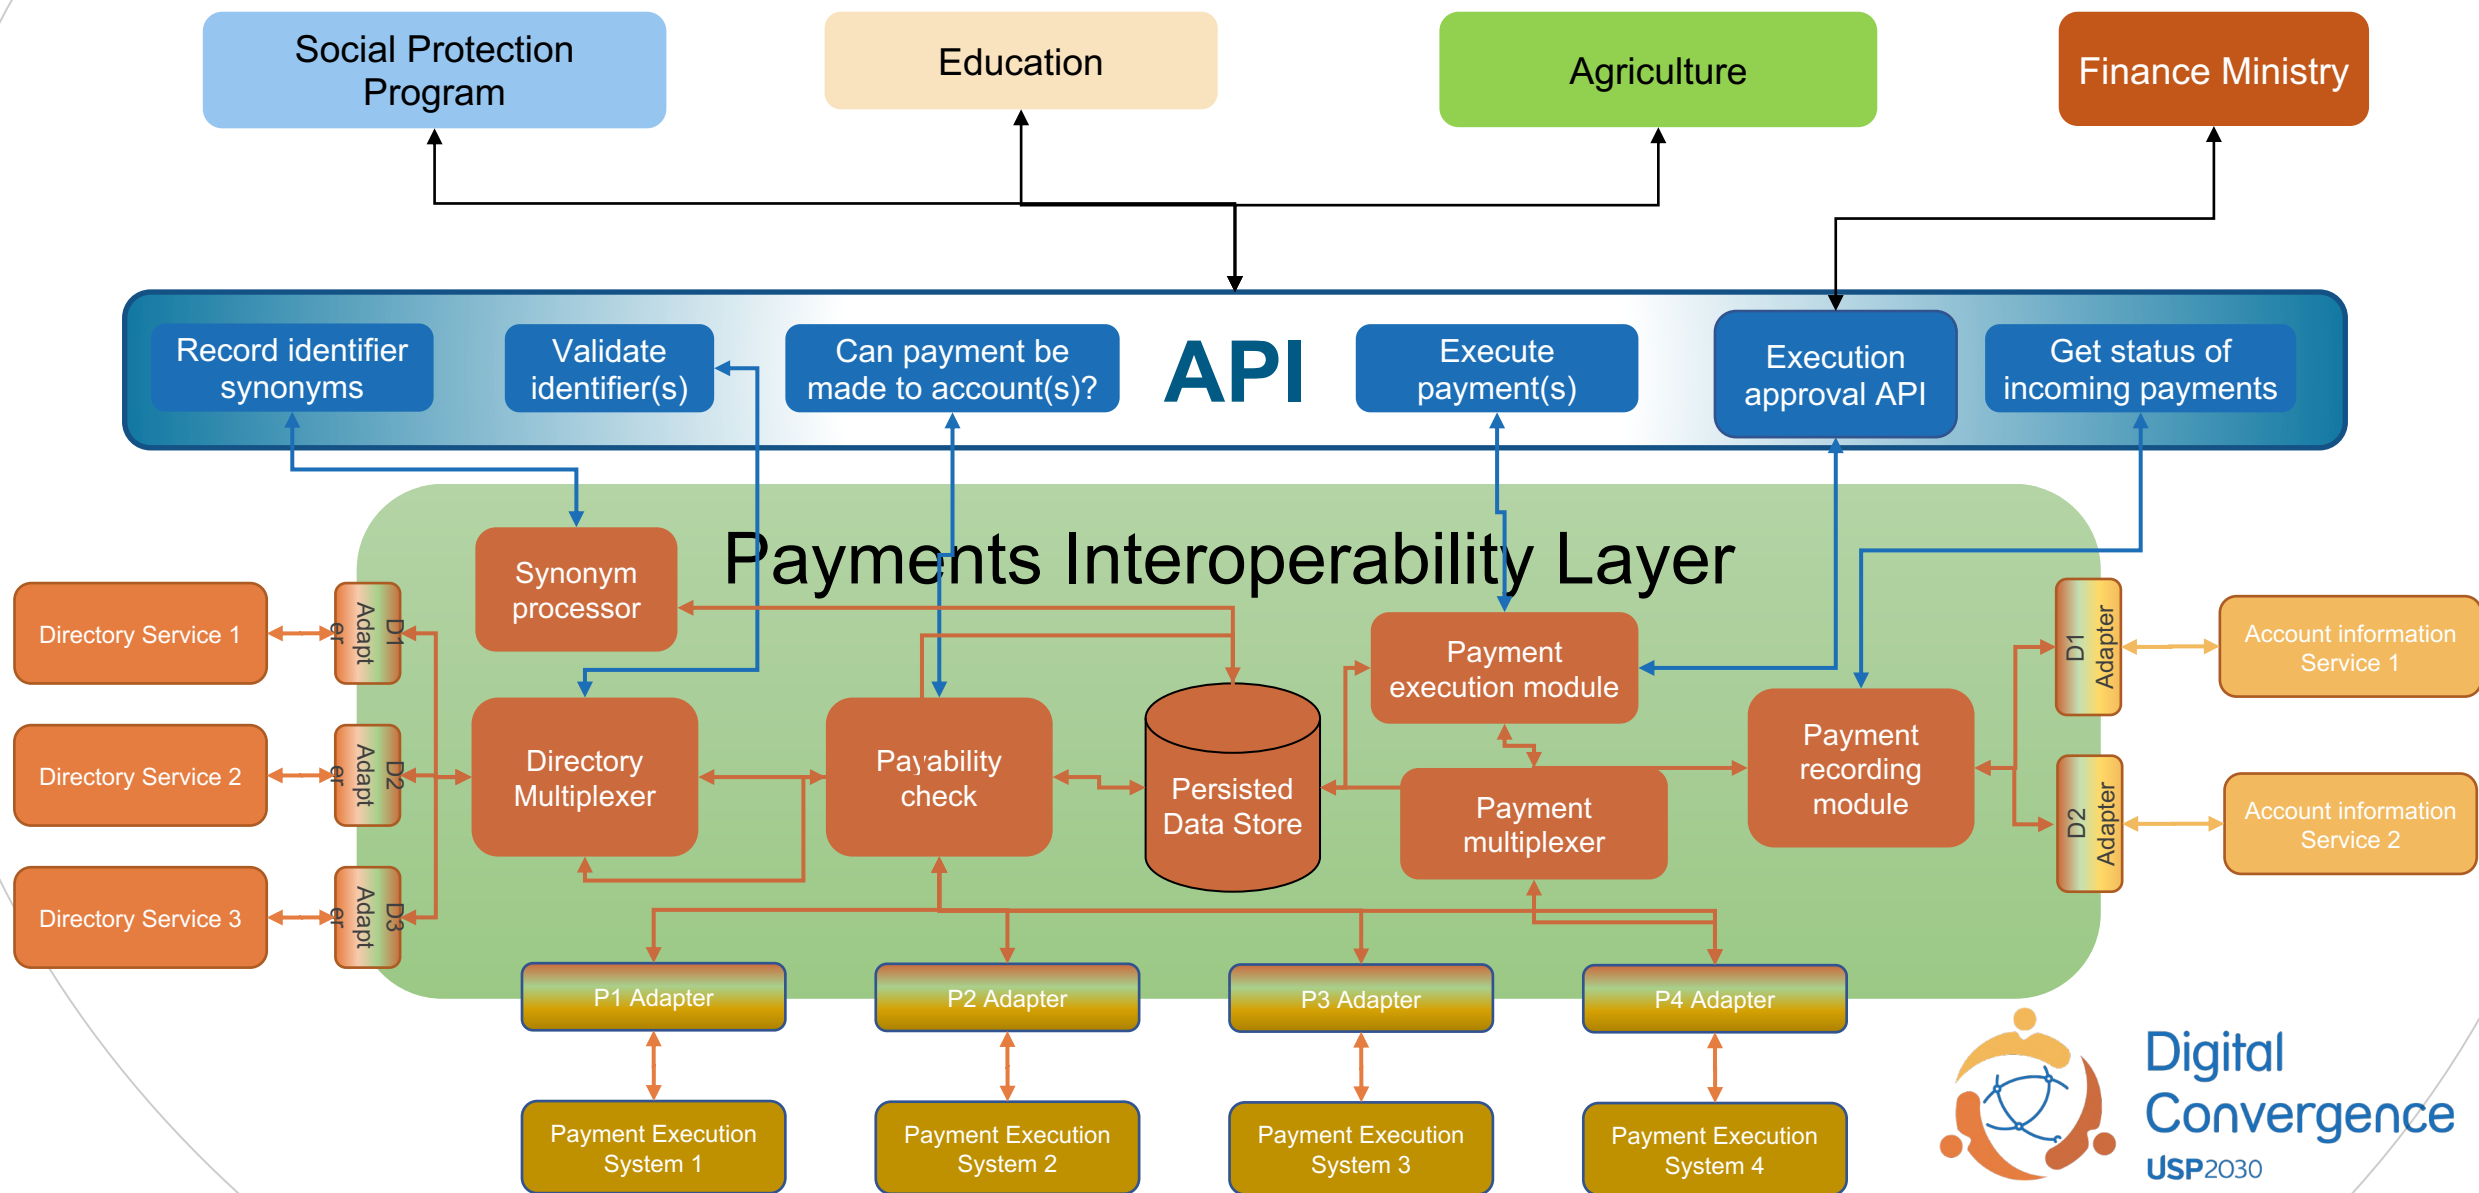 Social Protection
Program
Education
Agriculture
Finance Ministry
Record identifier
synonyms
Validate
identifier(s)
Can payment be
made to account(s)?
API
Execute
payment(s)
Execution
approval API
Get status of
incoming payments
Payments Interoperability Layer
Synonym
processor
Directory Service 1
D1
Adapt
er
Payment
execution module
D1
Adapter
Account information
Service 1
Directory Service 2
D2
Adapt
er
Directory
Multiplexer
Payability
check
Persisted
Data Store
Payment
multiplexer
Payment
recording
module
D2
Adapter
Account information
Service 2
Directory Service 3
D3
Adapt
er
P1 Adapter
P2 Adapter
P3 Adapter
P4 Adapter
Payment Execution
System 1
Payment Execution
System 2
Payment Execution
System 3
Payment Execution
System 4
Digital
Convergence
USP2030